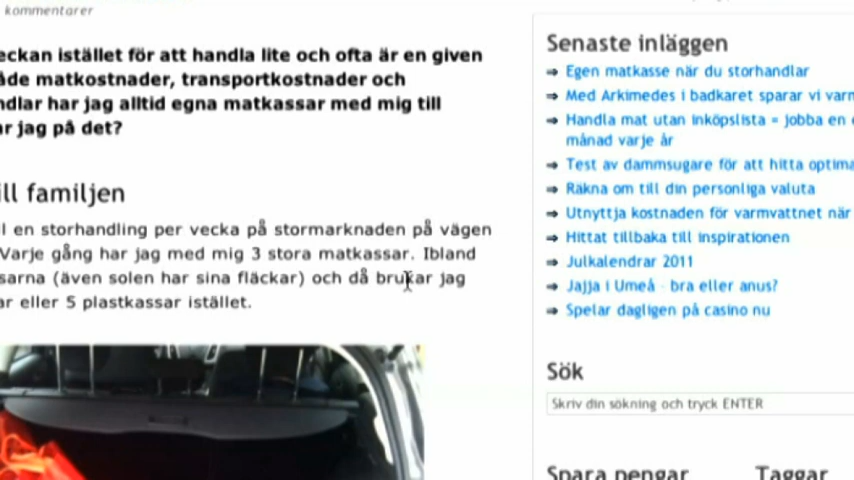 kommentarer
eckan istället för att handla lite och ofta är en given
åde matkostnader, transportkostnader och
ndlar har jag alltid egna matkassar med mig till
ar jag på det?
ill familjen
l en storhandling per vecka på stormarknaden på vägen
Varje gång har jag med mig 3 stora matkassar. Ibland
sarna (även solen har sina fläckar) och då brukar jag
ar eller 5 plastkassar istället.
Senaste inläggen
Egen matkasse när du storhandlar
Med Arkimedes i badkaret sparar vi varm
Handla mat utan inköpslista = jobba en e
månad varje år
Test av dammsugare för att hitta optima
Räkna om till din personliga valuta
Utnyttja kostnaden för varmvattnet när
Hittat tillbaka till inspirationen
Julkalendrar 2011
Jajja i Umeå - bra eller anus?
Spelar dagligen på casino nu
Sök
Skriv din sökning och tryck ENTER
Spara pengar Taggar